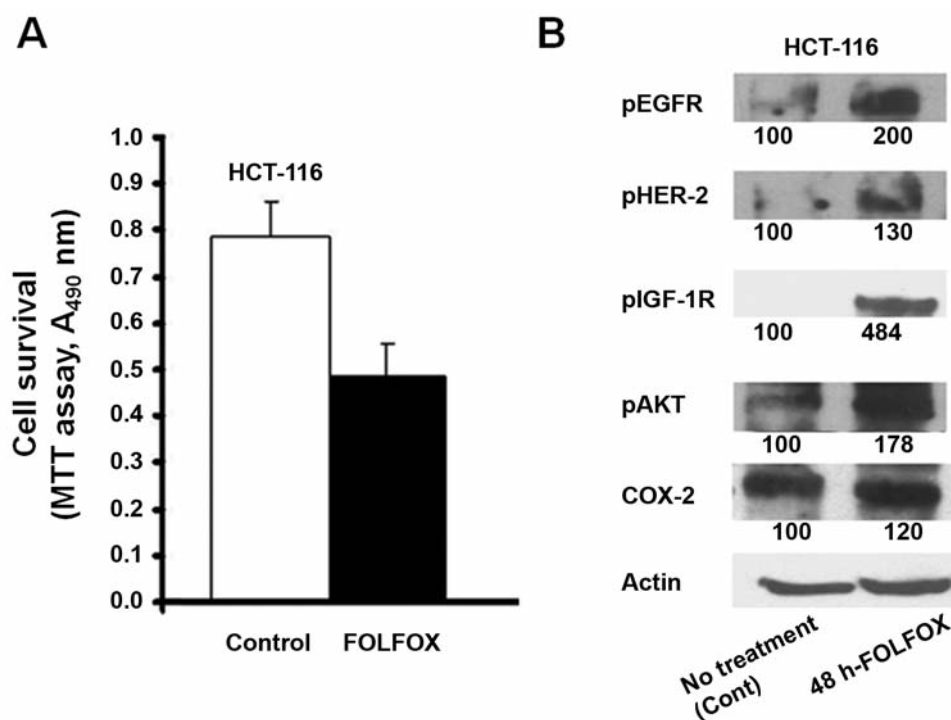 A
Cell survival
(MTT assay, A490 nm)
1.0
0.9
0.8
0.7
0.6
0.5
0.4
0.3
0.2
0.1
0.0
HCT-116
Control FOLFOX
B
HCT-116
pEGFR
100 200
pHER-2
100 130
pIGF-1R
100 484
pAKT
100 178
COX-2
100 120
Actin
No treatment
(Cont)
48 h-FOLFOX